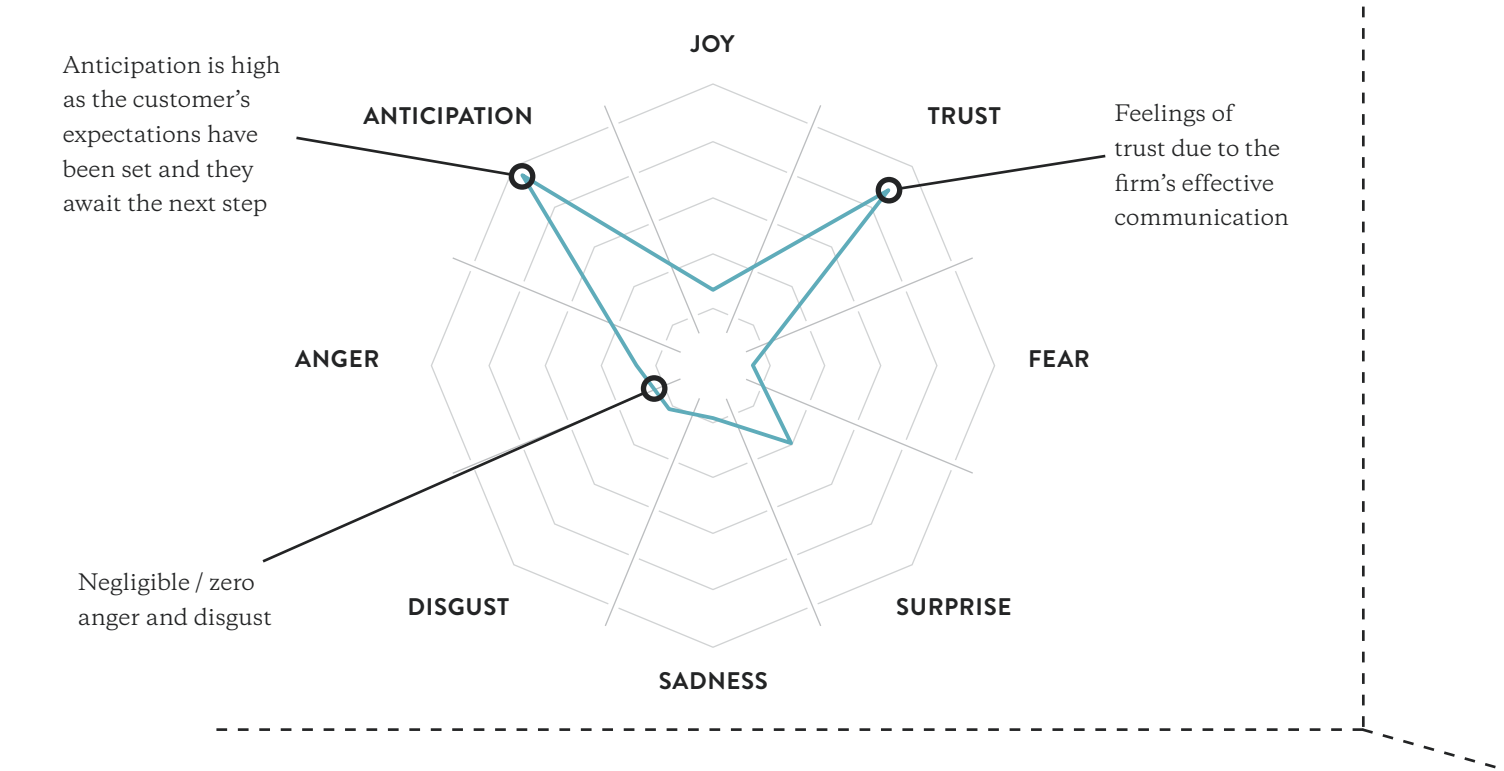 JOY
Anticipation is high
as the customer’s
expectations have
been set and they
await the next step
ANTICIPATION
TRUST
Feelings of
trust due to the
firm’s effective
communication
ANGER
FEAR
Negligible / zero
anger and disgust
DISGUST
SURPRISE
SADNESS